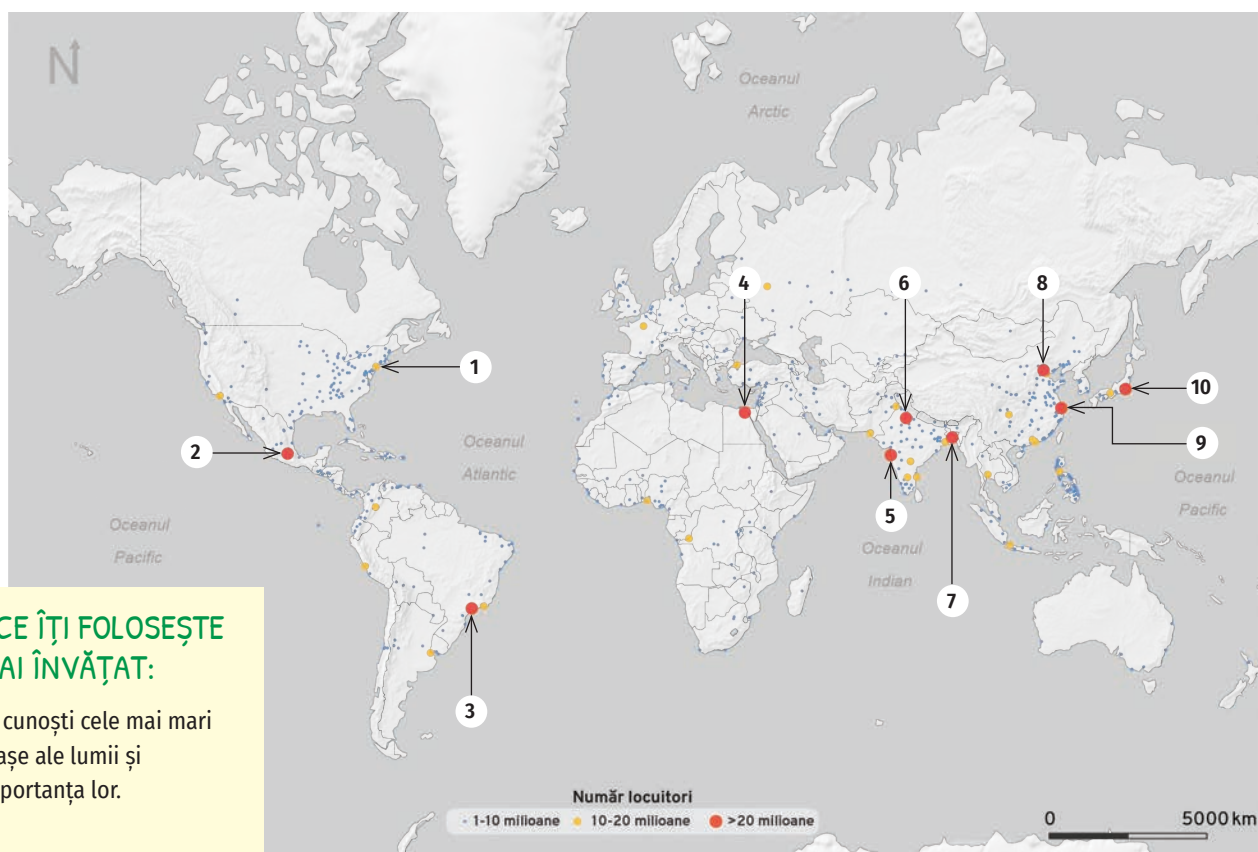 N
Oceanul
Arctic
4
6
8
1
10
2
Oceanul
Atlantic
9
Oceanul
Pacific
5
Oceanul
Pacific
Oceanul
Indian
7
3
CE ÎȚI FOLOSEȘTE
AI ÎNVĂȚAT:
cunoști cele mai mari
așe ale lumii și
portanța lor.
Număr locuitori
1-10 milioane 10-20 milioane >20 milioane
0 5000 km